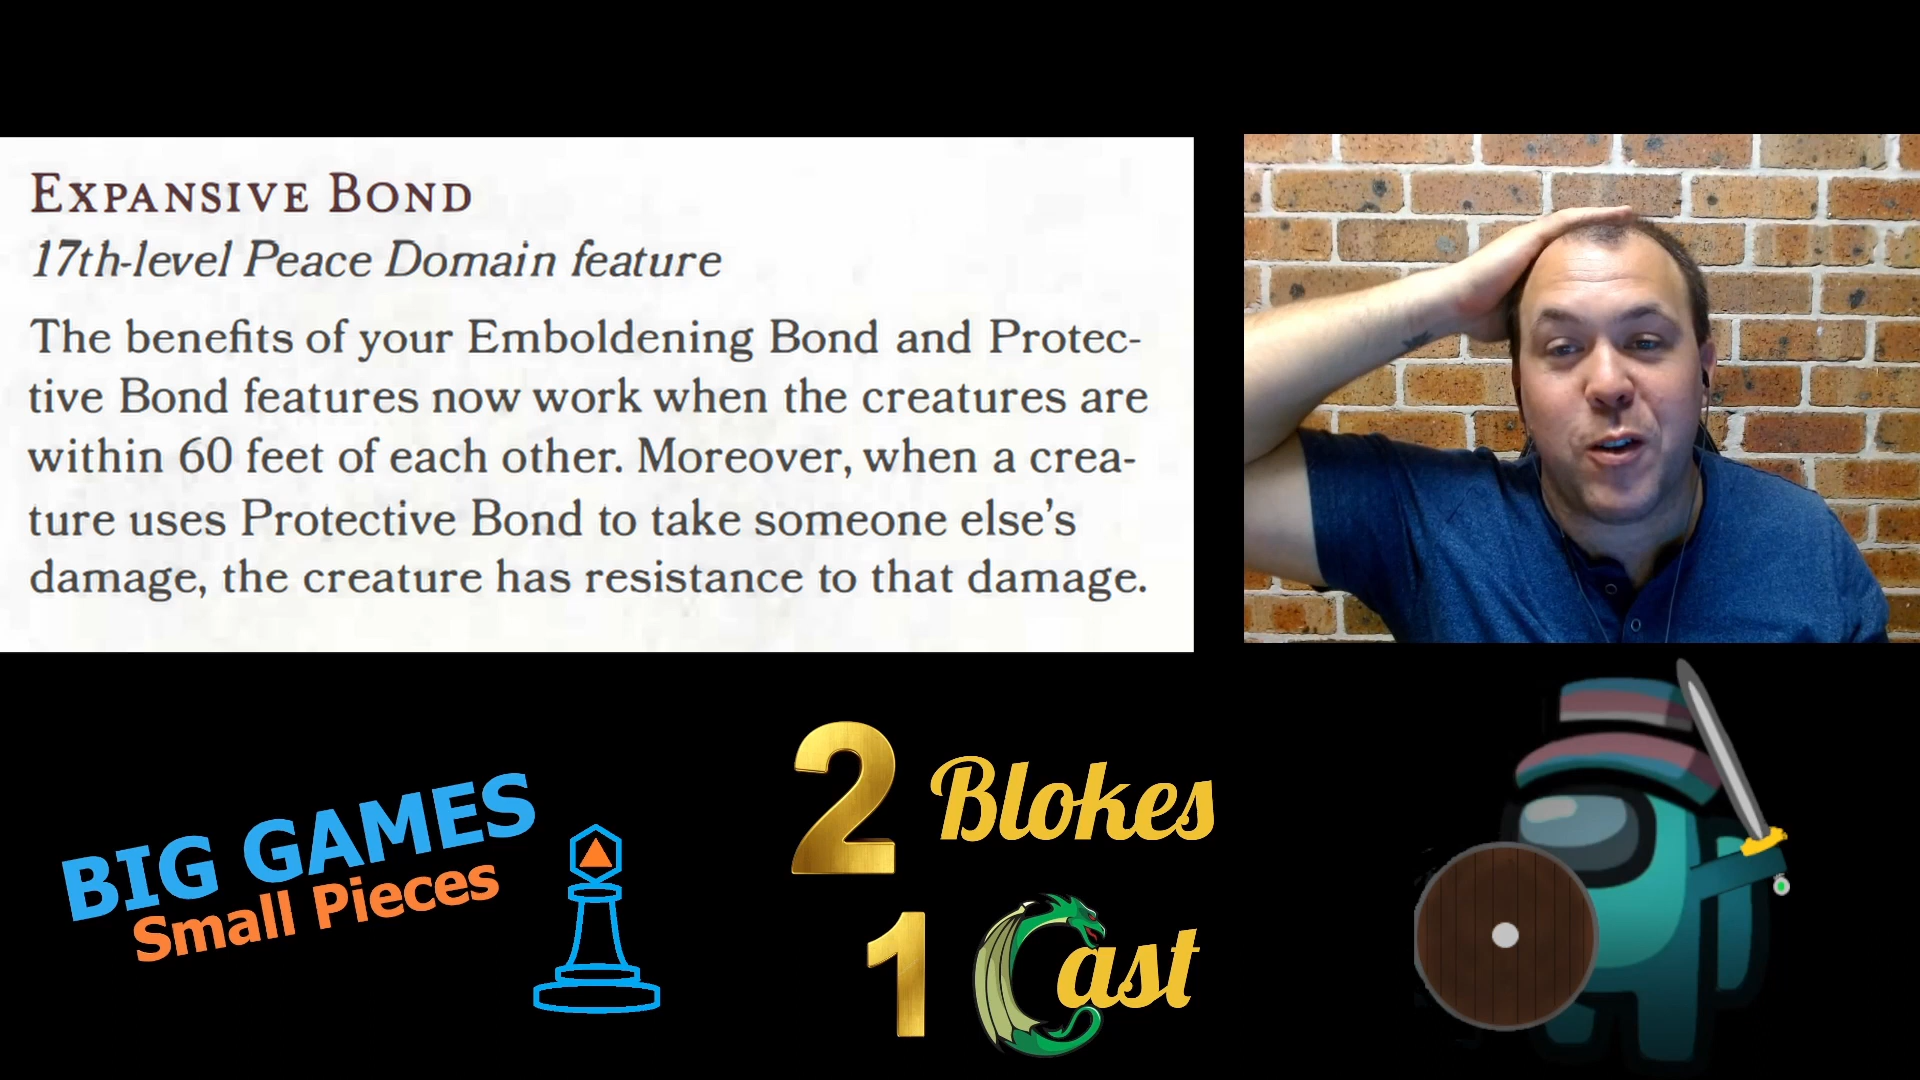 EXPANSIVE BOND
17th-level Peace Domain feature
The benefits of your Emboldening Bond and Protec-
tive Bond features now work when the creatures are
within 60 feet of each other. Moreover, when a crea-
ture uses Protective Bond to take someone else's
damage, the creature has resistance to that damage.
BIG GAMES
Small Pieces
2 Blokes
1 Cast